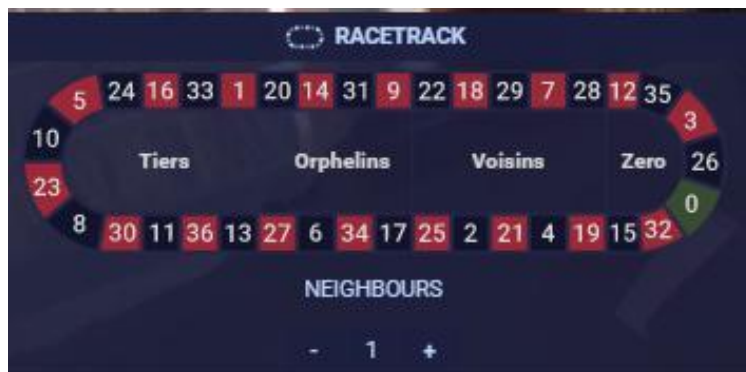 RACETRACK
5 24 16 33 1 20 14 31 9 22 18 29 7 28 12 35 3
10 Tiers Orphelins Voisins Zero 26
23 0
8 30 11 36 13 27 6 34 17 25 2 21 4 19 15 32
NEIGHBOURS
- 1 +